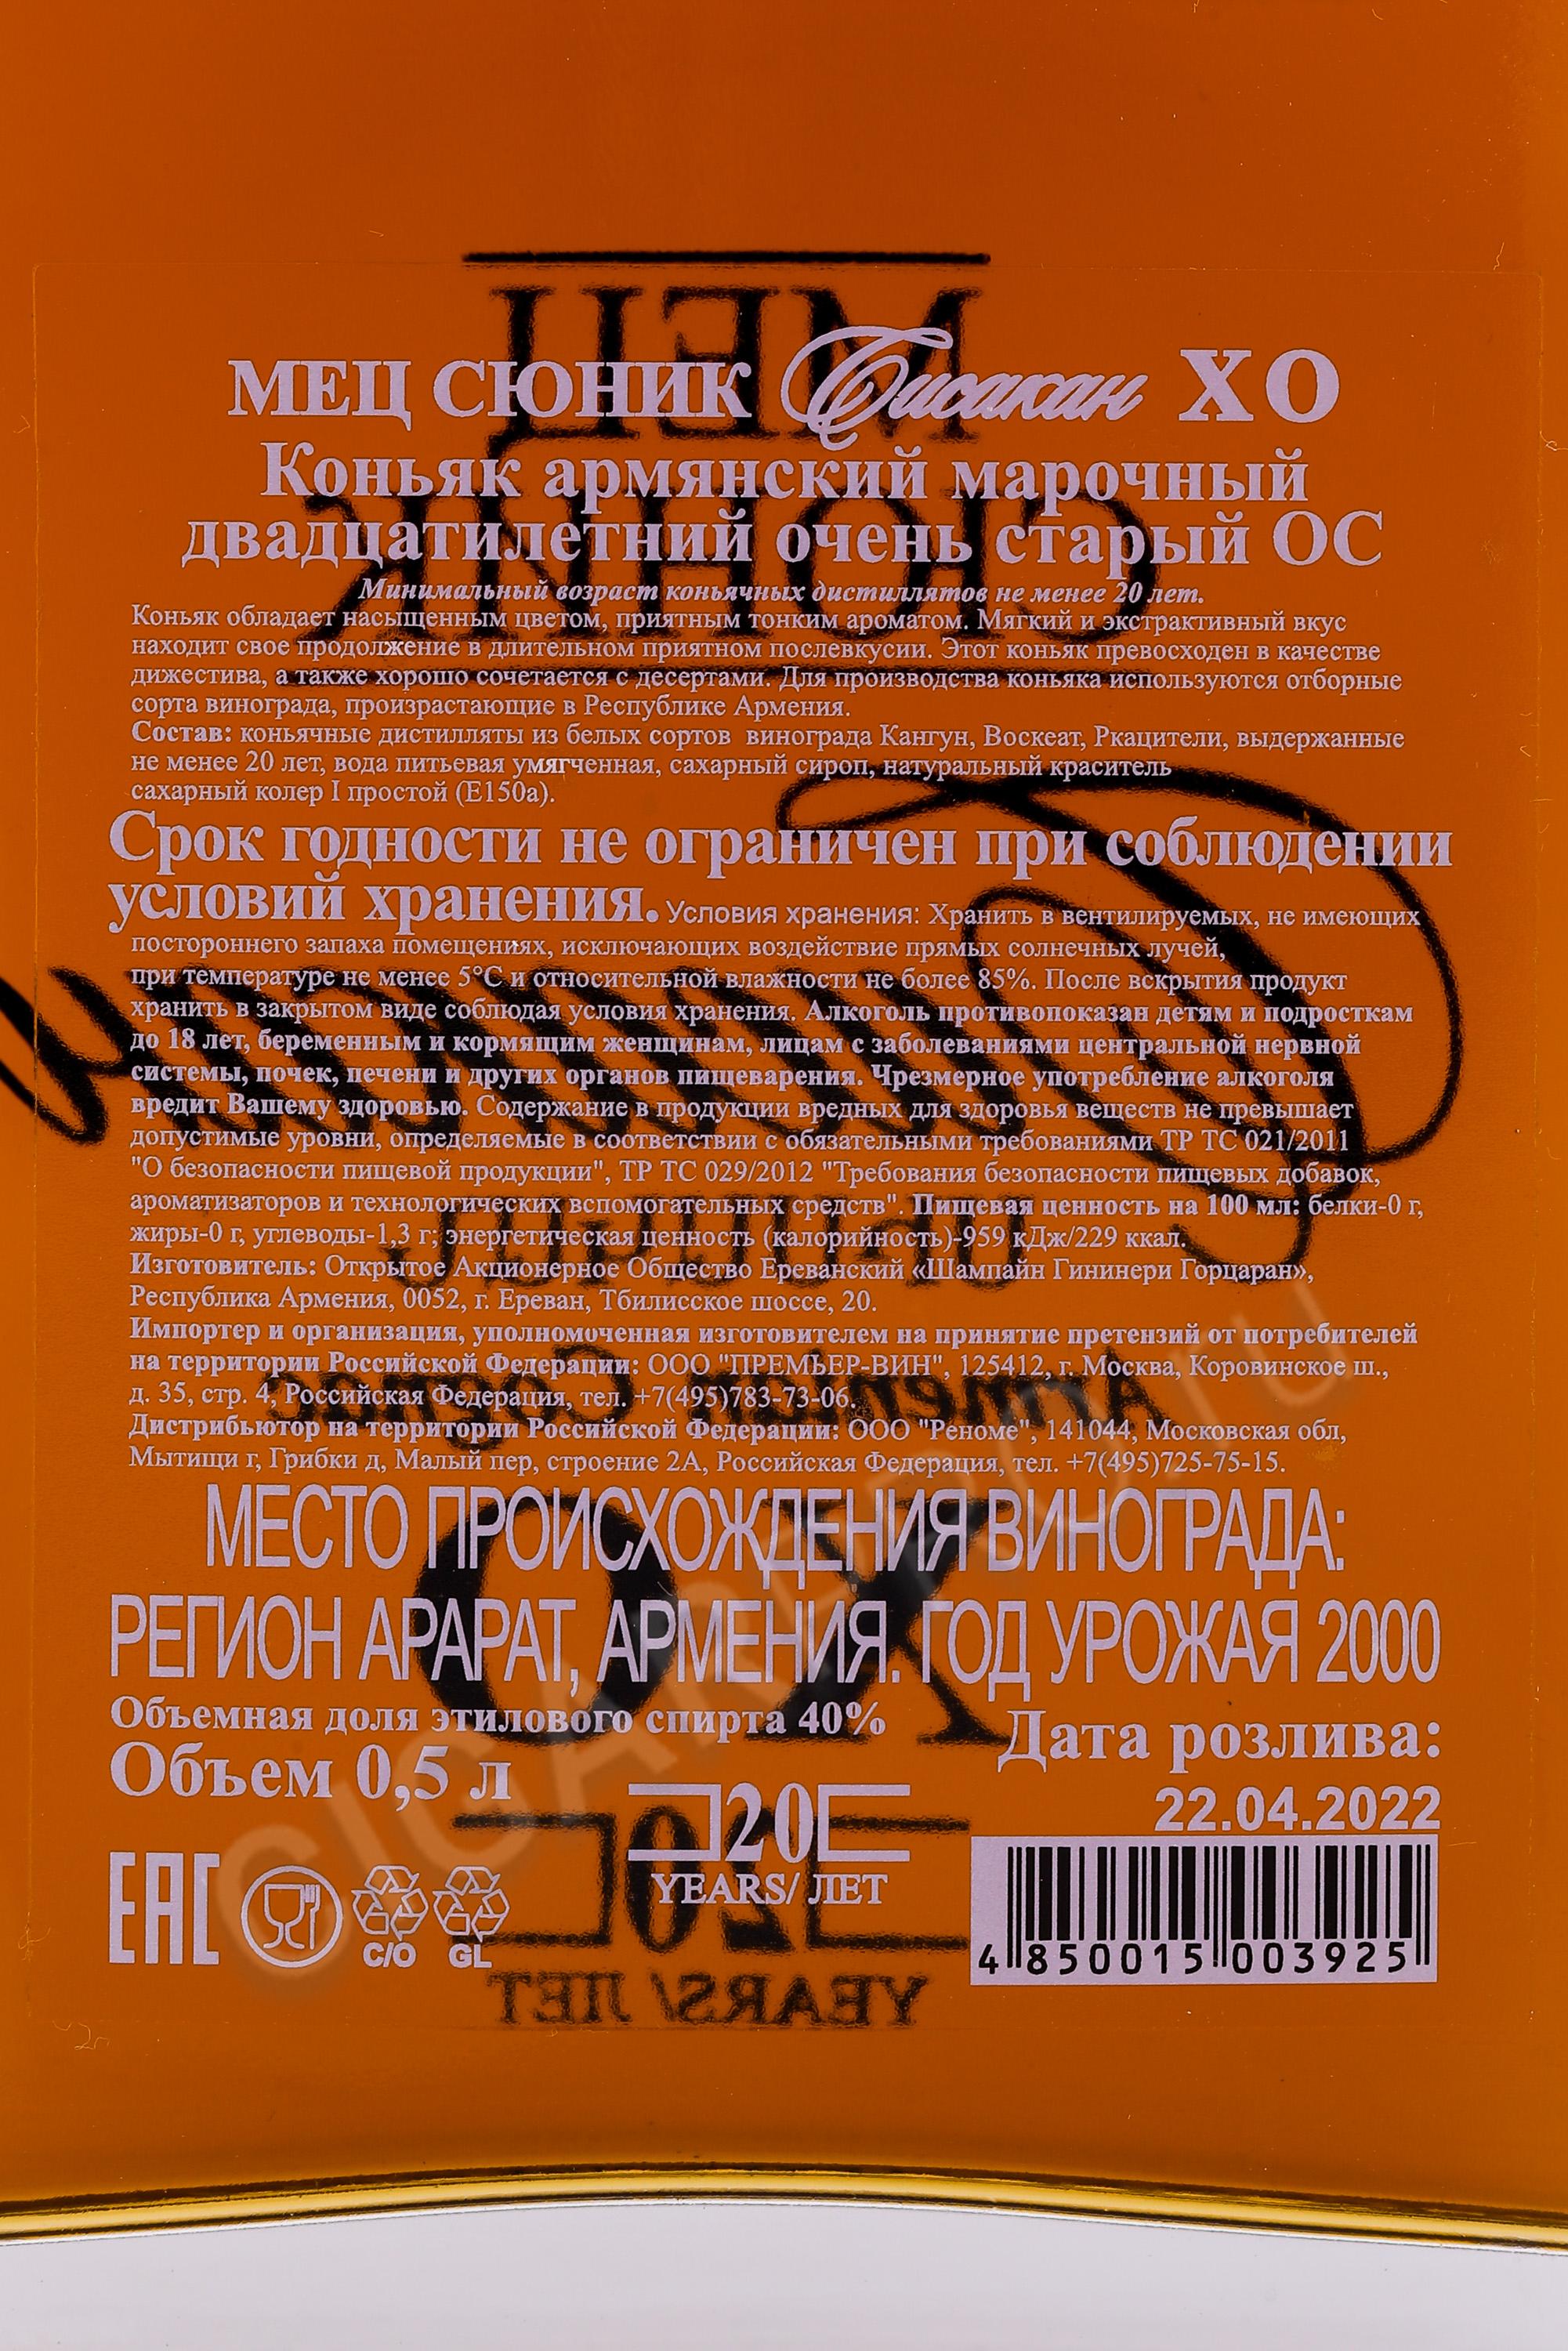 МЕЦ СЮНИК Сисакан ХО
Коньяк армянский марочный
двадцатилетний очень старый ОС
Минимальный возраст коньячных дистиллятов не менее 20 лет.
Коньяк обладает насыщенным цветом, приятным тонким ароматом. Мягкий и экстрактивный вкус
находит свое продолжение в длительном приятном послевкусии. Этот коньяк превосходен в качестве
дижестива, а также хорошо сочетается с десертами. Для производства коньяка используются отборные
сорта винограда, произрастающие в Республике Армения.
Состав: коньячные дистилляты из белых сортов винограда Кангун, Воскеат, Ркацители, выдержанные
не менее 20 лет, вода питьевая умягченная, сахарный сироп, натуральный краситель
сахарный колер I простой (Е150а).
Срок годности не ограничен при соблюдении
условий хранения. Условия хранения: Хранить в вентилируемых, не имеющих
постороннего запаха помещениях, исключающих воздействие прямых солнечных лучей,
при температуре не менее 5°С и относительной влажности не более 85%. После вскрытия продукт
хранить в закрытом виде соблюдая условия хранения. Алкоголь противопоказан детям и подросткам
до 18 лет, беременным и кормящим женщинам, лицам с заболеваниями центральной нервной
системы, почек, печени и других органов пищеварения. Чрезмерное употребление алкоголя
вредит Вашему здоровью. Содержание в продукции вредных для здоровья веществ не превышает
допустимые уровни, определяемые в соответствии с обязательными требованиями ТР ТС 021/2011
"О безопасности пищевой продукции", ТР ТС 029/2012 "Требования безопасности пищевых добавок,
ароматизаторов и технологических вспомогательных средств". Пищевая ценность на 100 мл: белки-0 г,
жиры-0 г, углеводы-1,3 г; энергетическая ценность (калорийность)-959 кДж/229 ккал.
Изготовитель: Открытое Акционерное Общество Ереванский «Шампайн Гининери Горцаран»,
Республика Армения, 0052, г. Ереван, Тбилисское шоссе, 20.
Импортер и организация, уполномоченная изготовителем на принятие претензий от потребителей
на территории Российской Федерации: ООО "ПРЕМЬЕР-ВИН", 125412, г. Москва, Коровинское ш.,
д. 35, стр. 4, Российская Федерация, тел. +7(495)783-73-06.
Дистрибьютор на территории Российской Федерации: ООО "Реноме", 141044, Московская обл,
Мытищи г, Грибки д, Малый пер, строение 2А, Российская Федерация, тел. +7(495)725-75-15.
МЕСТО ПРОИСХОЖДЕНИЯ ВИНОГРАДА:
РЕГИОН АРАРАТ, АРМЕНИЯ. ГОД УРОЖАЯ 2000
Объемная доля этилового спирта 40%
Объем 0,5 л
Дата розлива:
22.04.2022
20
YEARS/ ЛЕТ
EAC
C/O GL
4 850015 003925
МЕЦ
СЮНИК
Сисакан
Armenian
XO
20
YEARS/ ЛЕТ